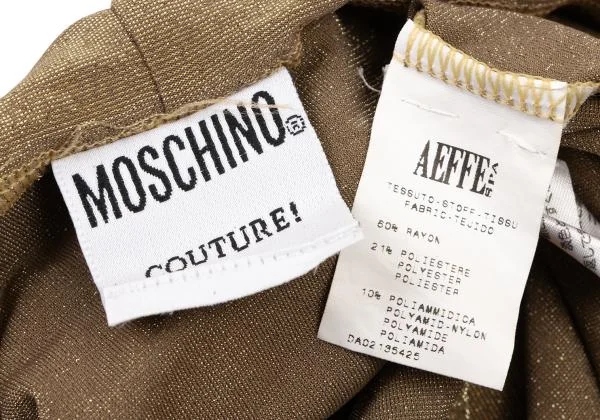 MOSCHINO®
COUTURE!
AEFFE SPA
TESSUTO-STOFF-TISSU
FABRIC-TEJIDO
60% RAYON
21% POLIESTERE
POLYESTER
POLIESTER
10% POLIAMMIDICA
POLYAMID-NYLON
POLYAMIDE
POLIAMIDA
DA02195425